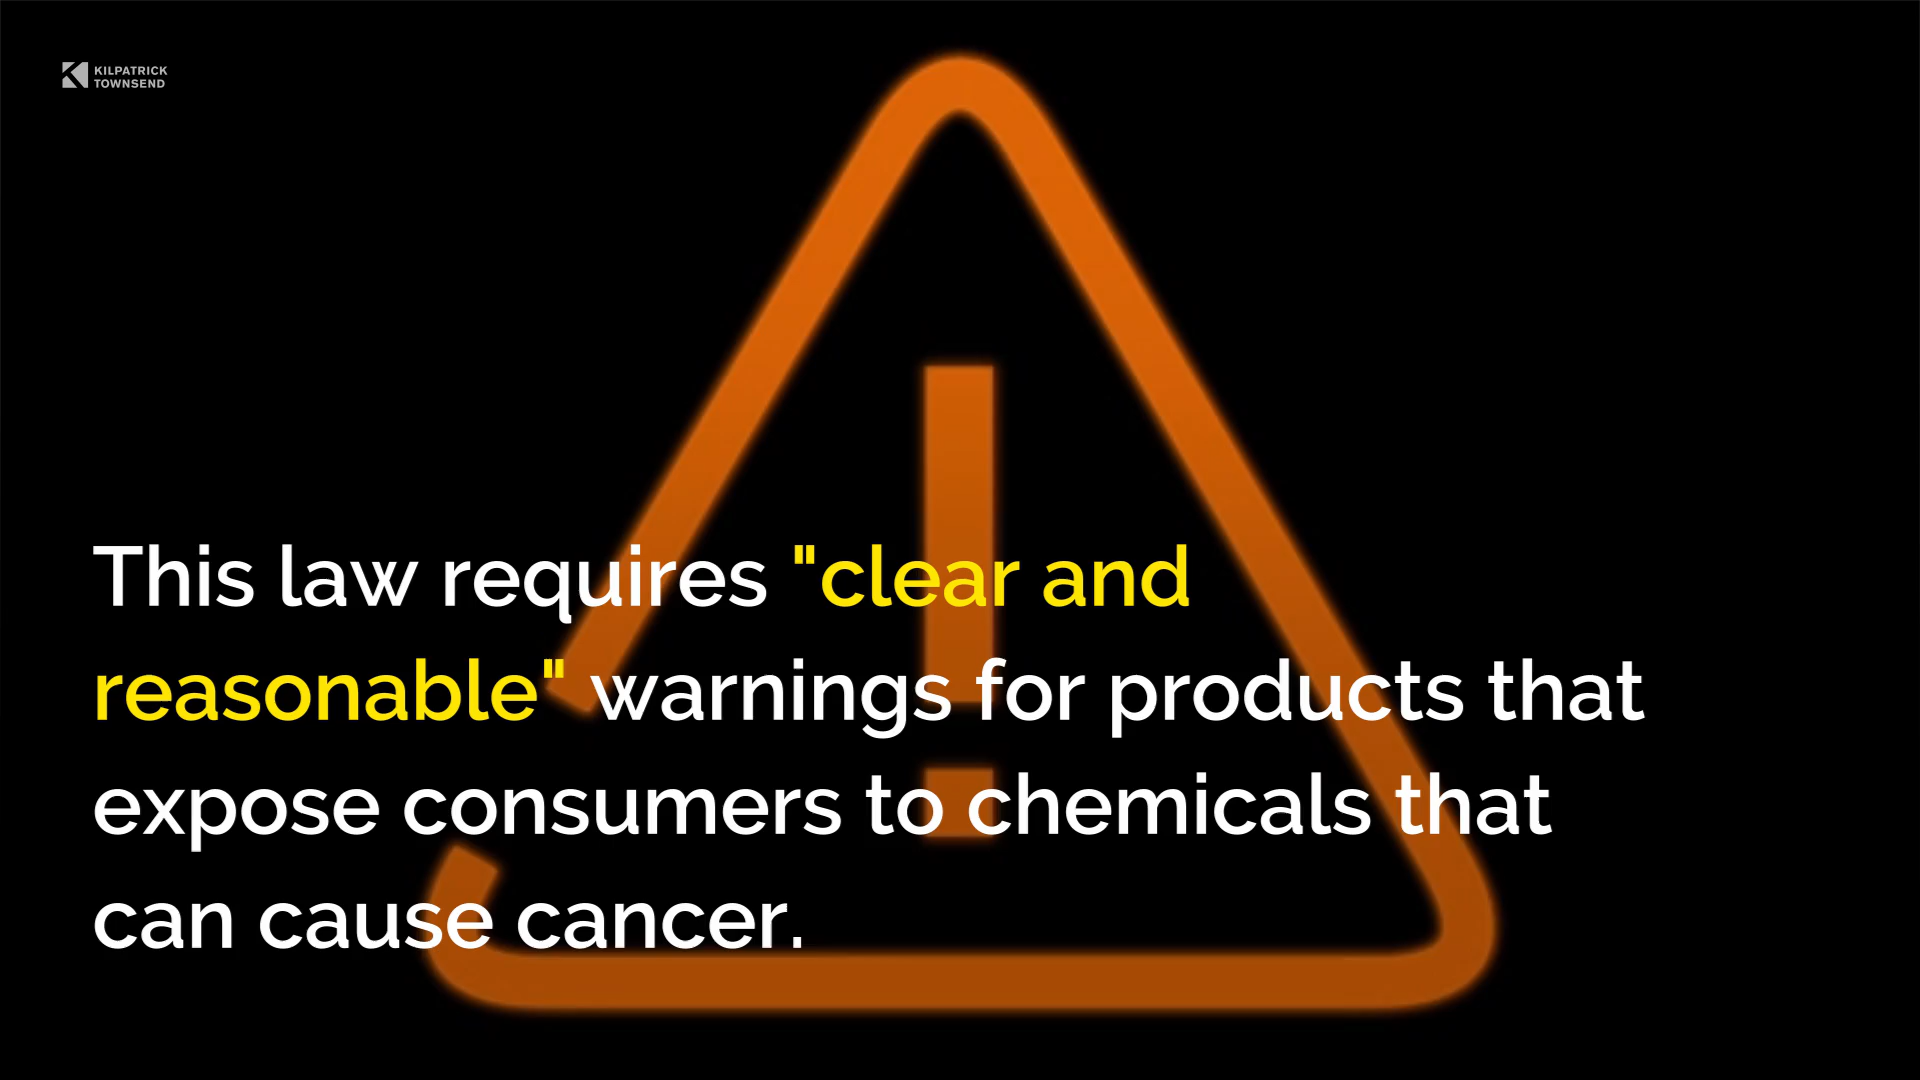 KILPATRICK
TOWNSEND
This law requires "clear and
reasonable" warnings for products that
expose consumers to chemicals that
can cause cancer.